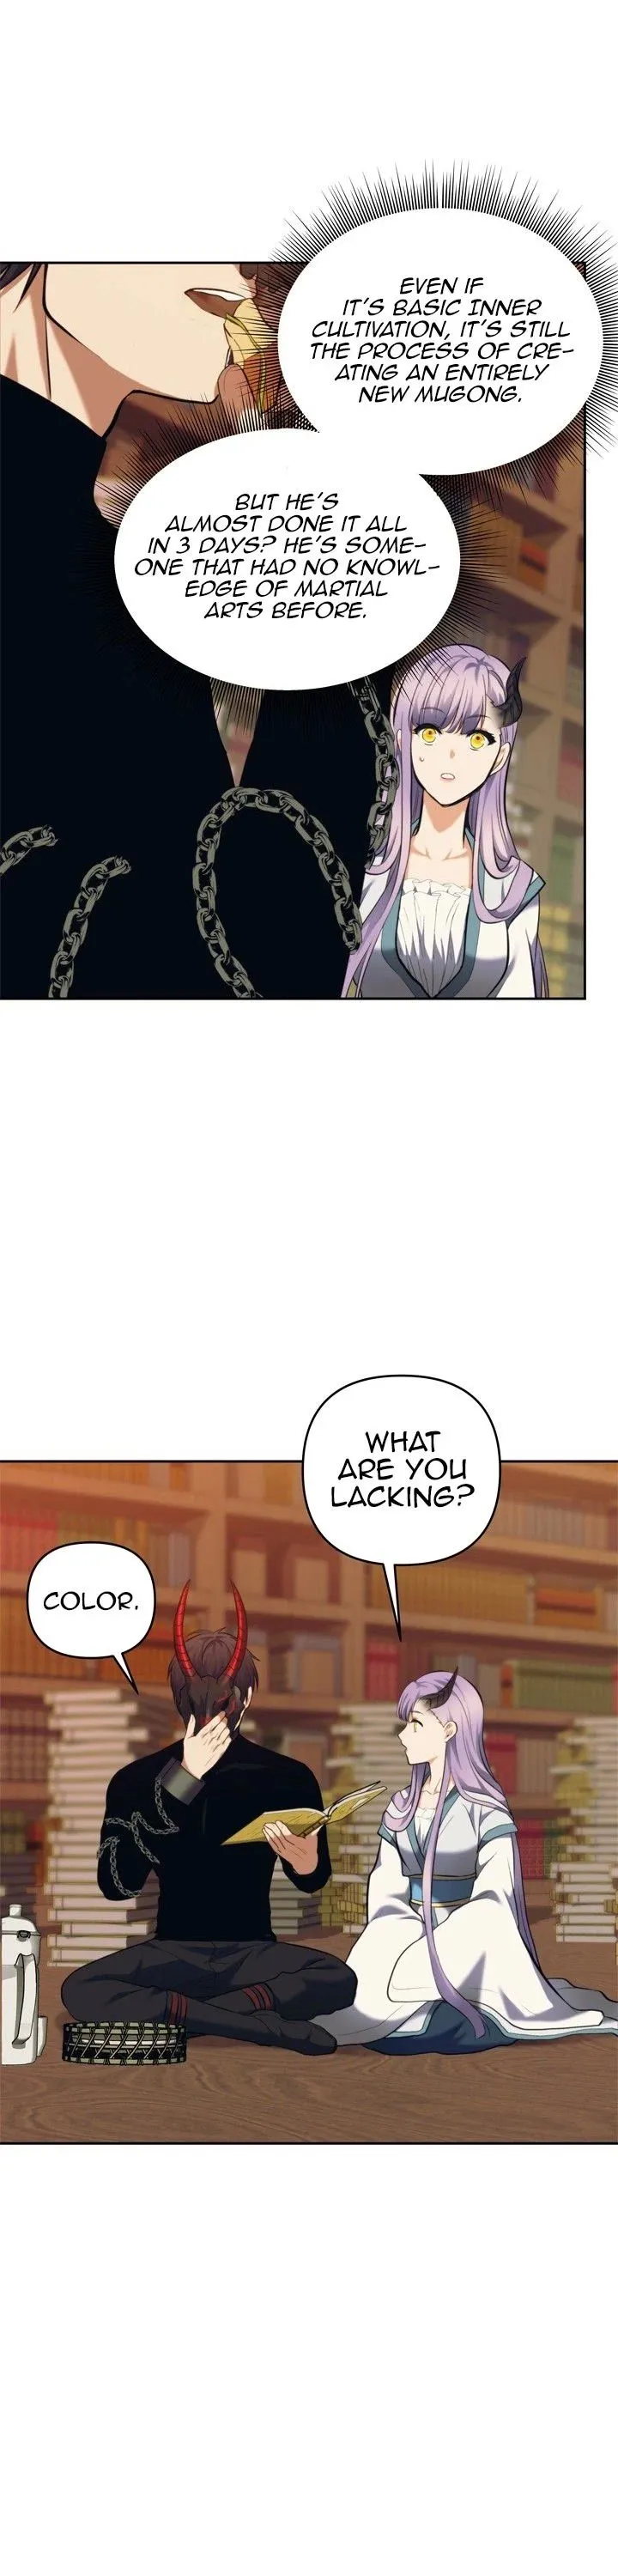 EVEN IF
IT'S BASIC INNER
CULTIVATION, IT'S STILL
THE PROCESS OF CRE-
ATING AN ENTIRELY
NEW MUGONG.
BUT HE'S
ALMOST DONE IT ALL
IN 3 DAYS? HE'S SOME-
ONE THAT HAD NO KNOWL-
EDGE OF MARTIAL
ARTS BEFORE.
WHAT
ARE YOU
LACKING?
COLOR.